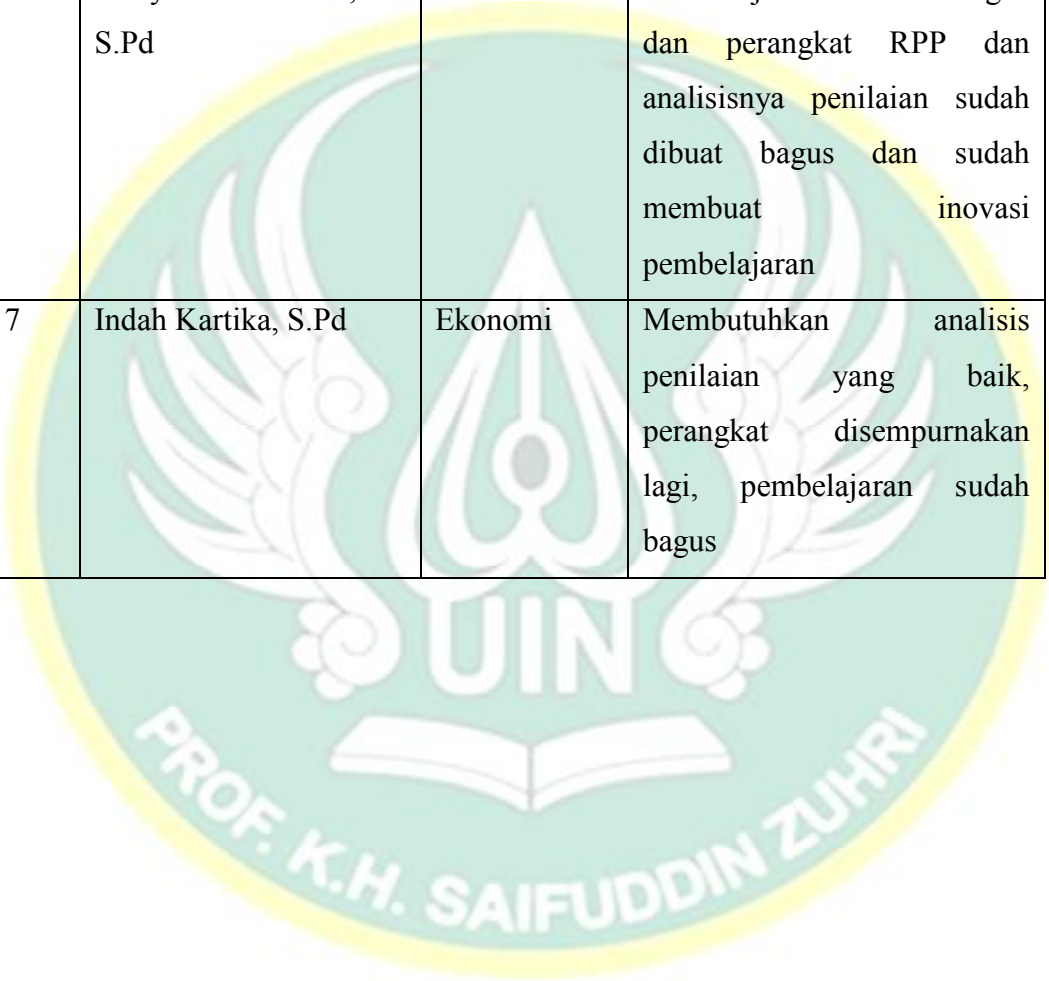 S.Pd
dan perangkat RPP dan
analisisnya penilaian sudah
dibuat bagus dan sudah
membuat inovasi
pembelajaran
7 Indah Kartika, S.Pd Ekonomi Membutuhkan analisis
penilaian yang baik,
perangkat disempurnakan
lagi, pembelajaran sudah
bagus
UIN
PROF. K.H. SAIFUDDIN ZUHRI